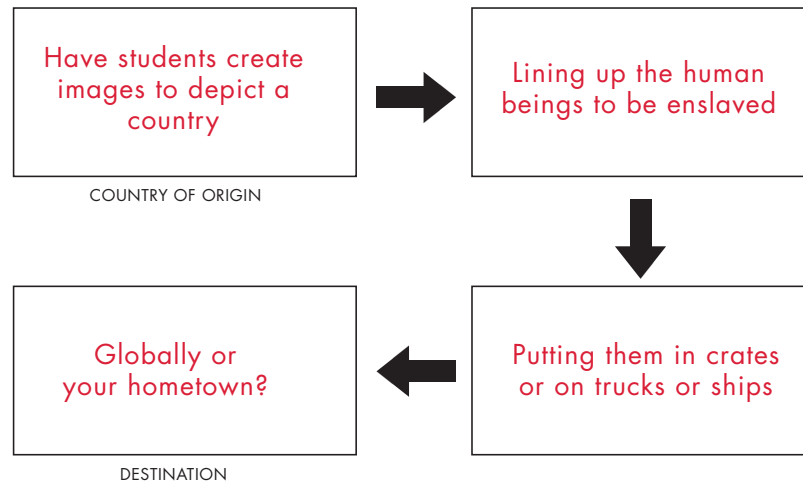 Have students create
images to depict a
country
COUNTRY OF ORIGIN
Lining up the human
beings to be enslaved
Putting them in crates
or on trucks or ships
Globally or
your hometown?
DESTINATION